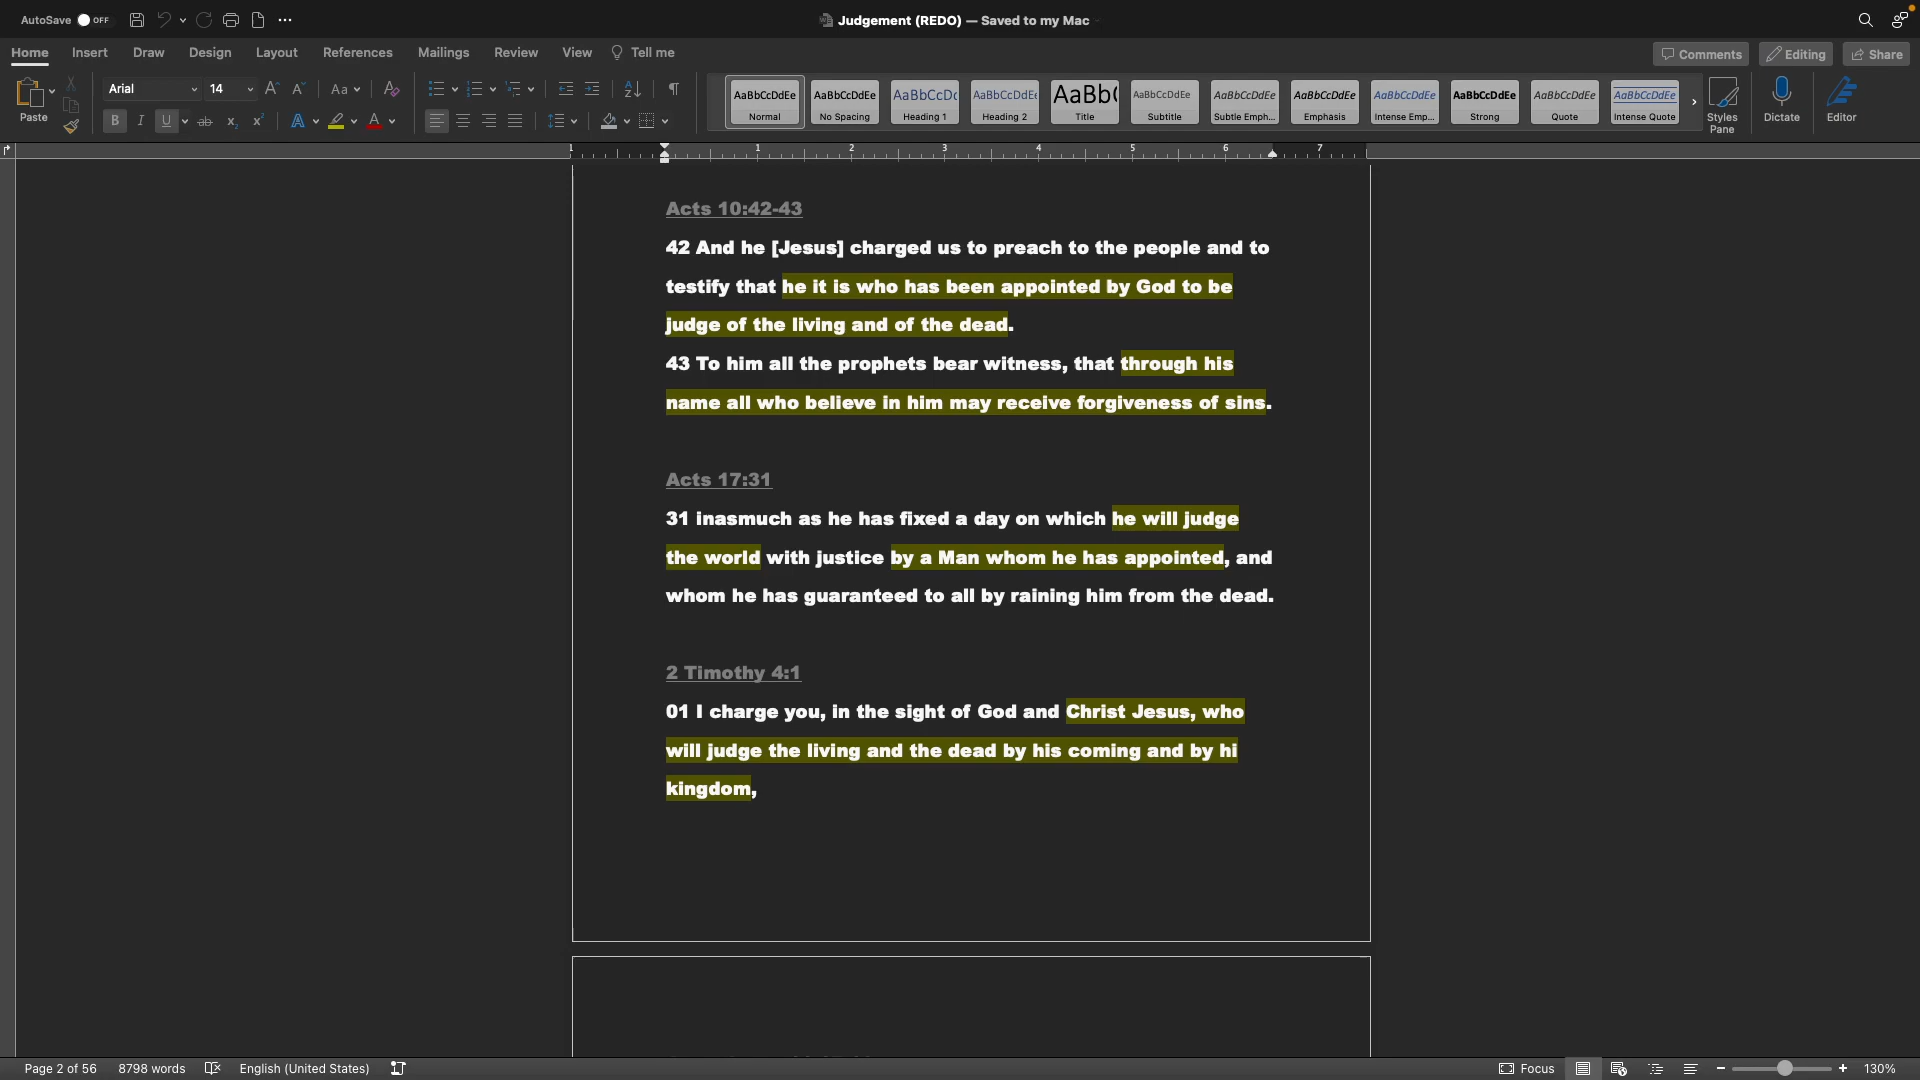 AutoSave OFF
Judgement (REDO) — Saved to my Mac
Home Insert Draw Design Layout References Mailings Review View Tell me
Comments Editing Share
Paste
Arial 14
Aa
AaBbCcDdEe AaBbCcDdEe AaBbCcDc AaBbCcDdEe AaBb( AaBbCcDdEe AaBbCcDdEe AaBbCcDdEe AaBbCcDdEe AaBbCcDdEe AaBbCcDdEe AaBbCcDdEe
Normal No Spacing Heading 1 Heading 2 Title Subtitle Subtle Emph... Emphasis Intense Emp... Strong Quote Intense Quote
Styles Pane
Dictate
Editor
1 1 2 3 4 5 6 7
Acts 10:42-43
42 And he [Jesus] charged us to preach to the people and to
testify that he it is who has been appointed by God to be
judge of the living and of the dead.
43 To him all the prophets bear witness, that through his
name all who believe in him may receive forgiveness of sins.
Acts 17:31
31 inasmuch as he has fixed a day on which he will judge
the world with justice by a Man whom he has appointed, and
whom he has guaranteed to all by raining him from the dead.
2 Timothy 4:1
01 I charge you, in the sight of God and Christ Jesus, who
will judge the living and the dead by his coming and by hi
kingdom,
Page 2 of 56 8798 words English (United States) Focus 130%